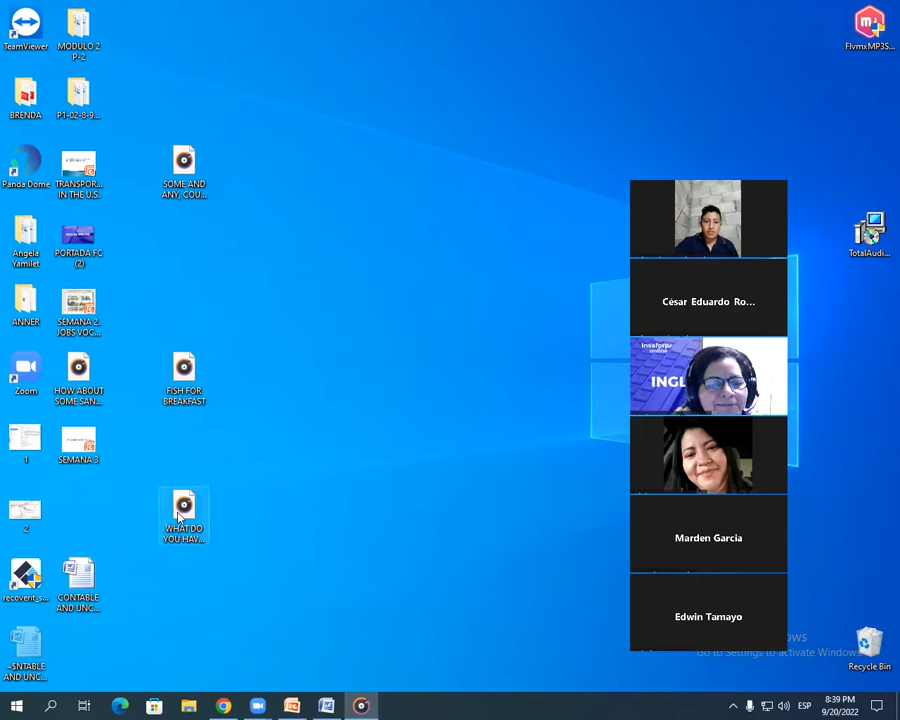 TeamViewer
MODULO 2
P-2
FlvmxMP3S...
BRENDA
P1-02-8-9...
Panda Dome
TRANSPOR...
IN THE U.S.
SOME AND
ANY, COU...
Angela
Yamilet
PORTADA FC
(2)
TotalAudi...
ANNER
SEMANA 2.
JOBS VOC...
César Eduardo Ro...
insaforp
online
INGL
Zoom
HOW ABOUT
SOME SAN...
FISH FOR
BREAKFAST
1
SEMANA 3
2
WHAT DO
YOU HAV...
Marden Garcia
recoverit_s...
CONTABLE
AND UNC...
Edwin Tamayo
~$NTABLE
AND UNC...
Go to Settings to activate Windows.
Recycle Bin
ESP
8:39 PM
9/20/2022